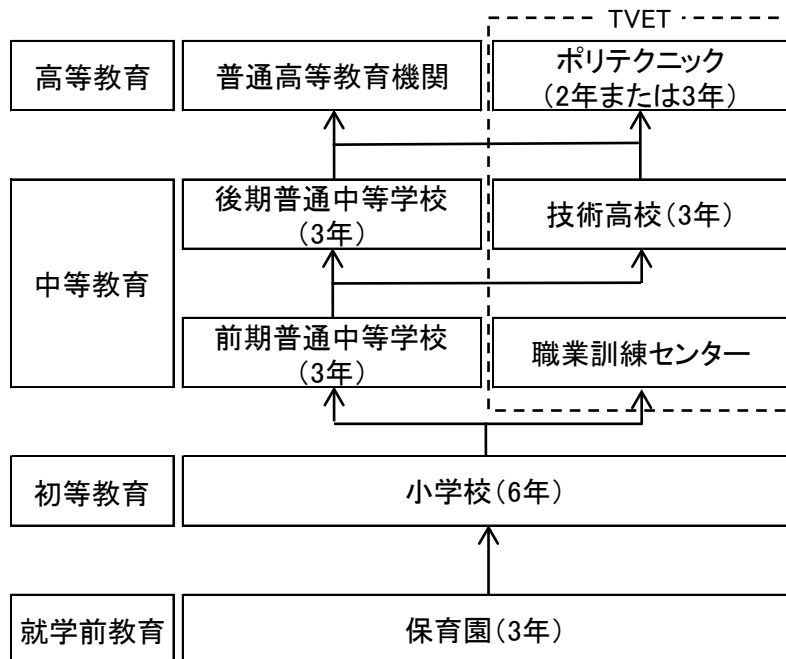 TVET
高等教育
普通高等教育機関
ポリテクニック
(2年または3年)
中等教育
後期普通中等学校
(3年)
技術高校(3年)
前期普通中等学校
(3年)
職業訓練センター
初等教育
小学校(6年)
就学前教育
保育園(3年)